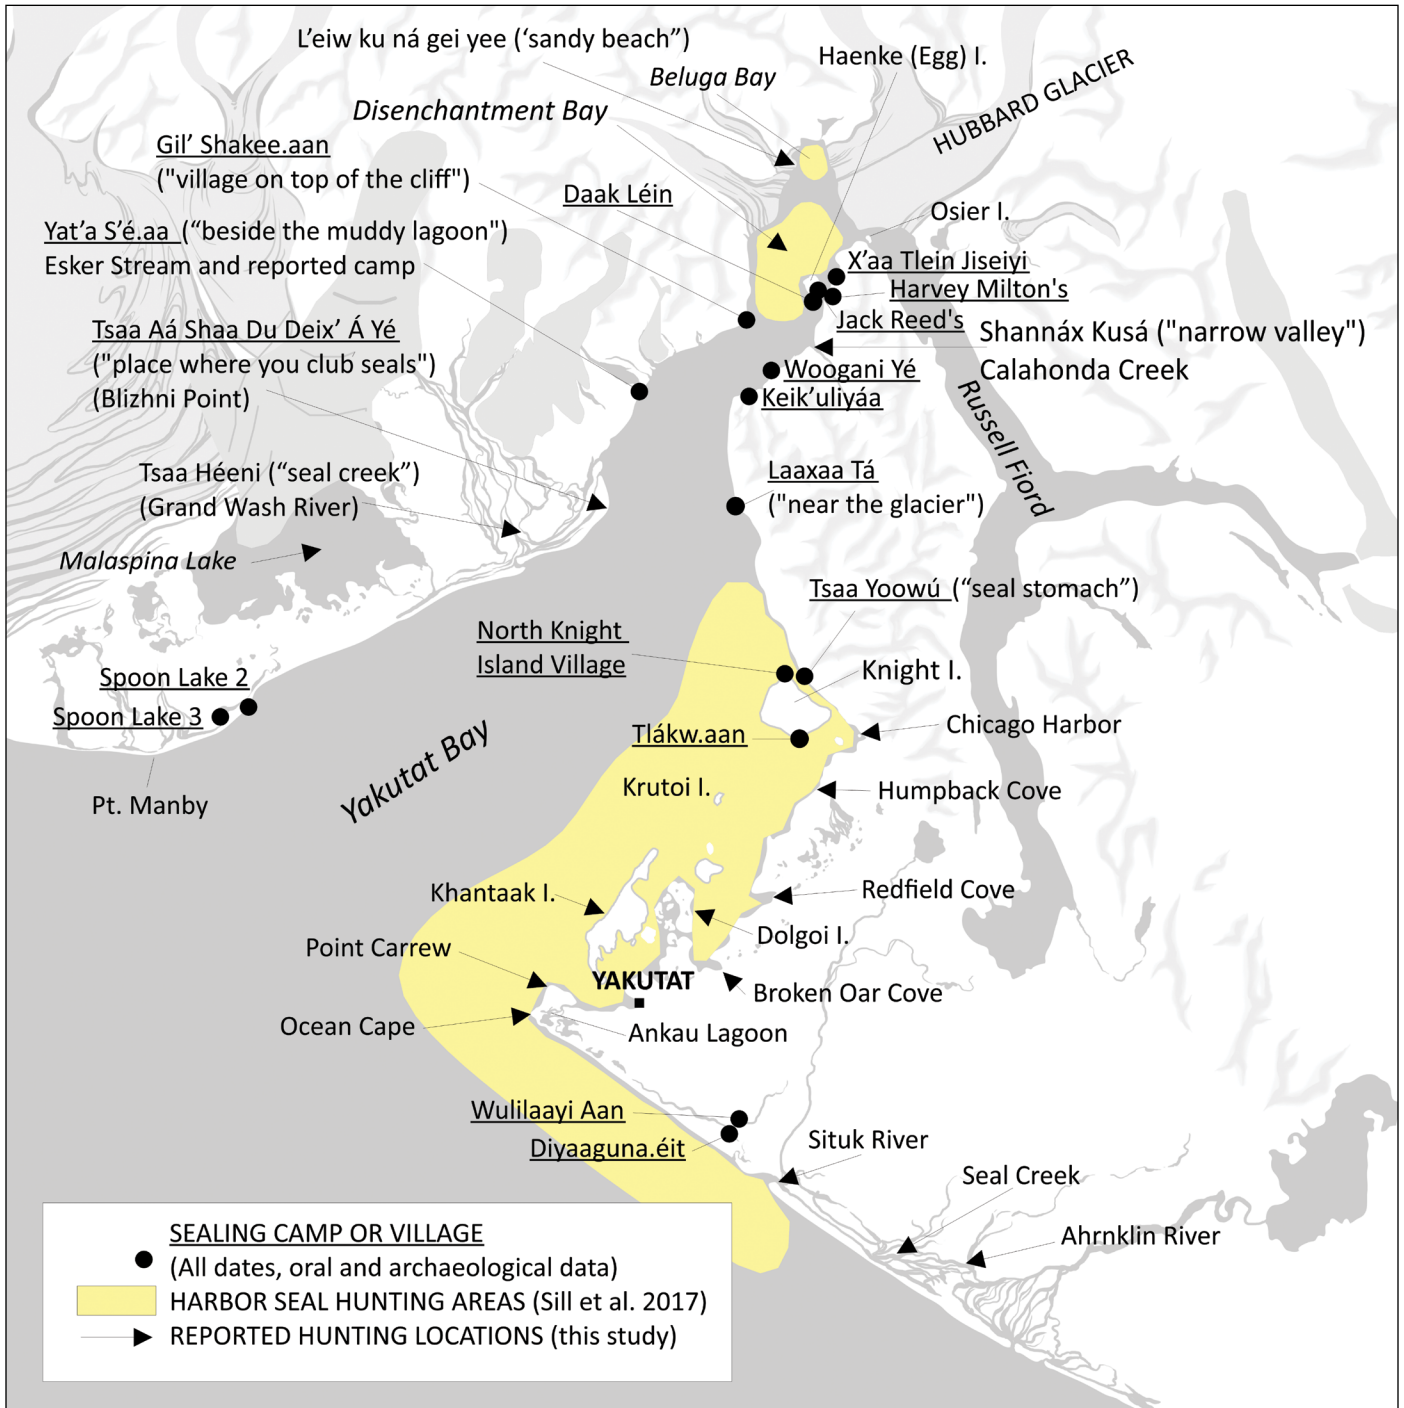 L'eiw ku ná gei yee (‘sandy beach”)
Haenke (Egg) I.
Beluga Bay
HUBBARD GLACIER
Disenchantment Bay
Gil’ Shakee.aan
("village on top of the cliff")
Daak Léin
Osier I.
Yat’a S’é.aa (“beside the muddy lagoon")
Esker Stream and reported camp
X’aa Tlein Jiseiyi
Harvey Milton's
Jack Reed's
Tsaa Aá Shaa Du Deix’ Á Yé
("place where you club seals")
(Blizhni Point)
Shannáx Kusá ("narrow valley")
Calahonda Creek
Woogani Yé
Keik’uliyáa
Russell Fiord
Tsaa Héeni (“seal creek”)
(Grand Wash River)
Laaxaa Tá
("near the glacier")
Malaspina Lake
Tsaa Yoowú (“seal stomach”)
North Knight
Island Village
Knight I.
Spoon Lake 2
Spoon Lake 3
Chicago Harbor
Tlákw.aan
Yakutat Bay
Krutoi I.
Humpback Cove
Pt. Manby
Khantaak I.
Redfield Cove
Dolgoi I.
Point Carrew
YAKUTAT
Broken Oar Cove
Ocean Cape
Ankau Lagoon
Wulilaayi Aan
Diyaaguna.éit
Situk River
Seal Creek
Ahrnklin River
SEALING CAMP OR VILLAGE
(All dates, oral and archaeological data)
HARBOR SEAL HUNTING AREAS (Sill et al. 2017)
REPORTED HUNTING LOCATIONS (this study)